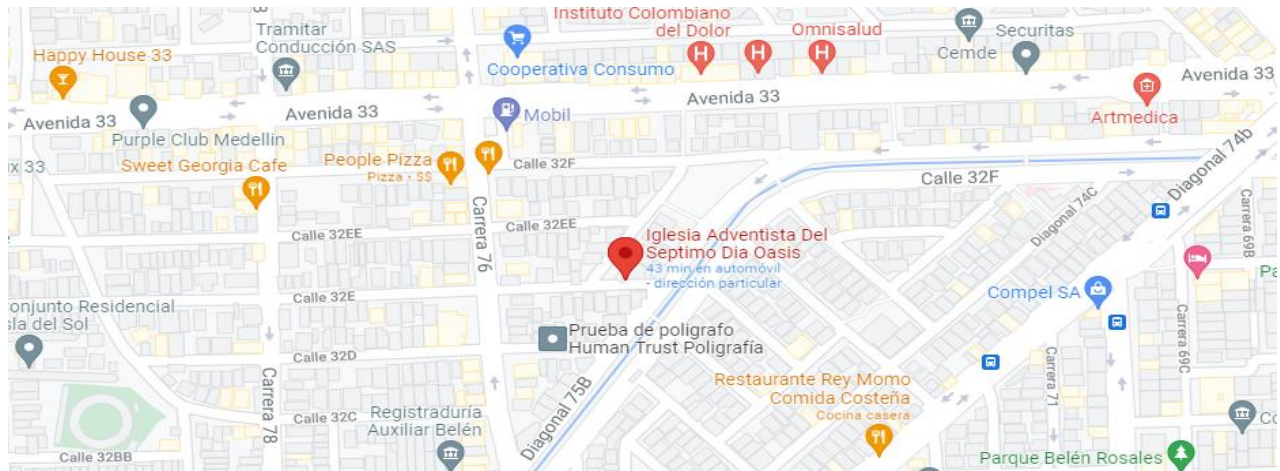 Instituto Colombiano
del Dolor
Omnisalud
Tramitar
Conducción SAS
Securitas
Cemde
Happy House 33
Cooperativa Consumo
Avenida 33
Avenida 33
Artmedica
Avenida 33
Mobil
Avenida 33
Purple Club Medellin
33
Sweet Georgia Cafe
People Pizza
Pizza - $$
Calle 32F
Calle 32F
Diagonal 74b
Carrera 76
Calle 32EE
Calle 32EE
Diagonal 74C
Carrera 69B
Iglesia Adventista Del
Septimo Dia Oasis
43 min en automóvil
- dirección particular
Calle 32E
Compel SA
onjunto Residencial
sla del Sol
Prueba de poligrafo
Human Trust Poligrafía
Calle 32D
Carrera 69C
Carrera 71
Carrera 78
Restaurante Rey Momo
Comida Costeña
Cocina casera
Calle 32C
Registraduría
Auxiliar Belén
Diagonal 75B
Calle 32BB
Parque Belén Rosales